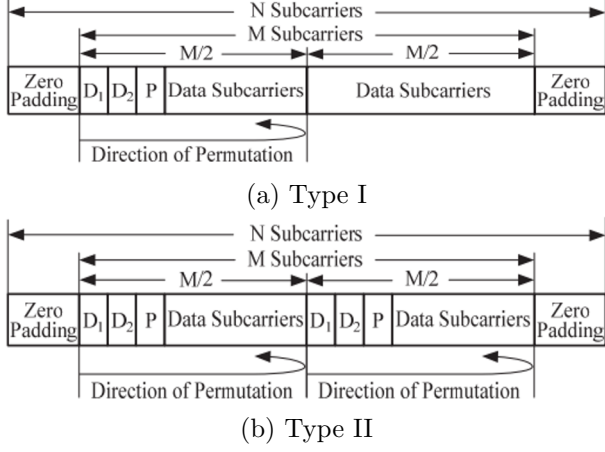 N Subcarriers
M Subcarriers
M/2 M/2
Zero Padding D₁ D₂ P Data Subcarriers Data Subcarriers Zero Padding
Direction of Permutation
(a) Type I
N Subcarriers
M Subcarriers
M/2 M/2
Zero Padding D₁ D₂ P Data Subcarriers D₁ D₂ P Data Subcarriers Zero Padding
Direction of Permutation Direction of Permutation
(b) Type II